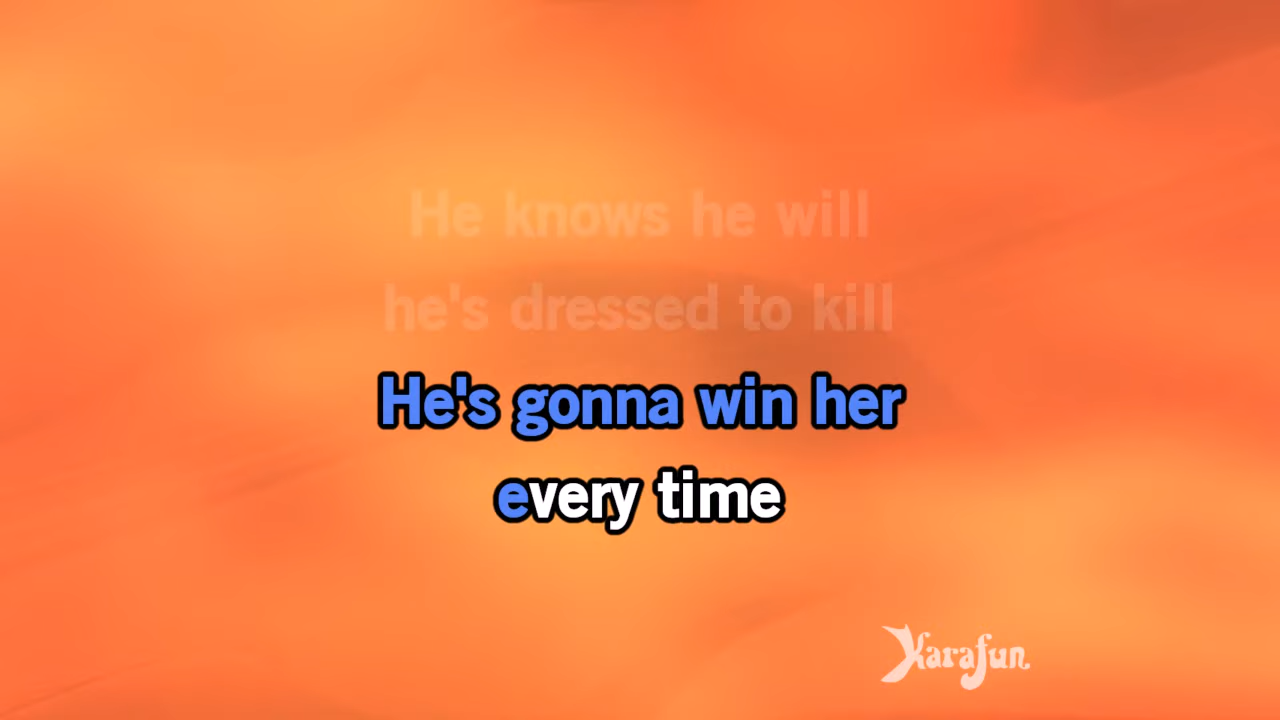 He knows he will
he's dressed to kill
He's gonna win her
every time
Karafun